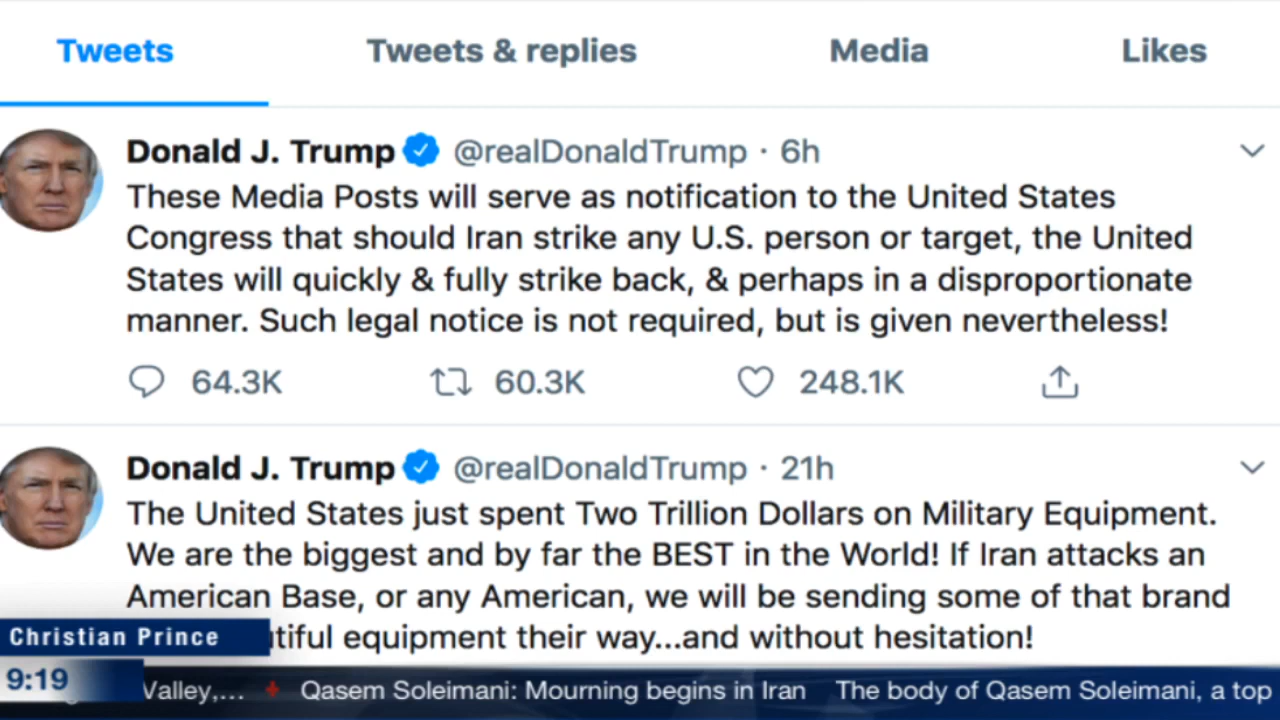 Tweets Tweets & replies Media Likes
Donald J. Trump @realDonaldTrump · 6h
These Media Posts will serve as notification to the United States
Congress that should Iran strike any U.S. person or target, the United
States will quickly & fully strike back, & perhaps in a disproportionate
manner. Such legal notice is not required, but is given nevertheless!
64.3K 60.3K 248.1K
Donald J. Trump @realDonaldTrump · 21h
The United States just spent Two Trillion Dollars on Military Equipment.
We are the biggest and by far the BEST in the World! If Iran attacks an
American Base, or any American, we will be sending some of that brand
tiful equipment their way...and without hesitation!
Christian Prince
9:19
Valley,... Qasem Soleimani: Mourning begins in Iran The body of Qasem Soleimani, a top